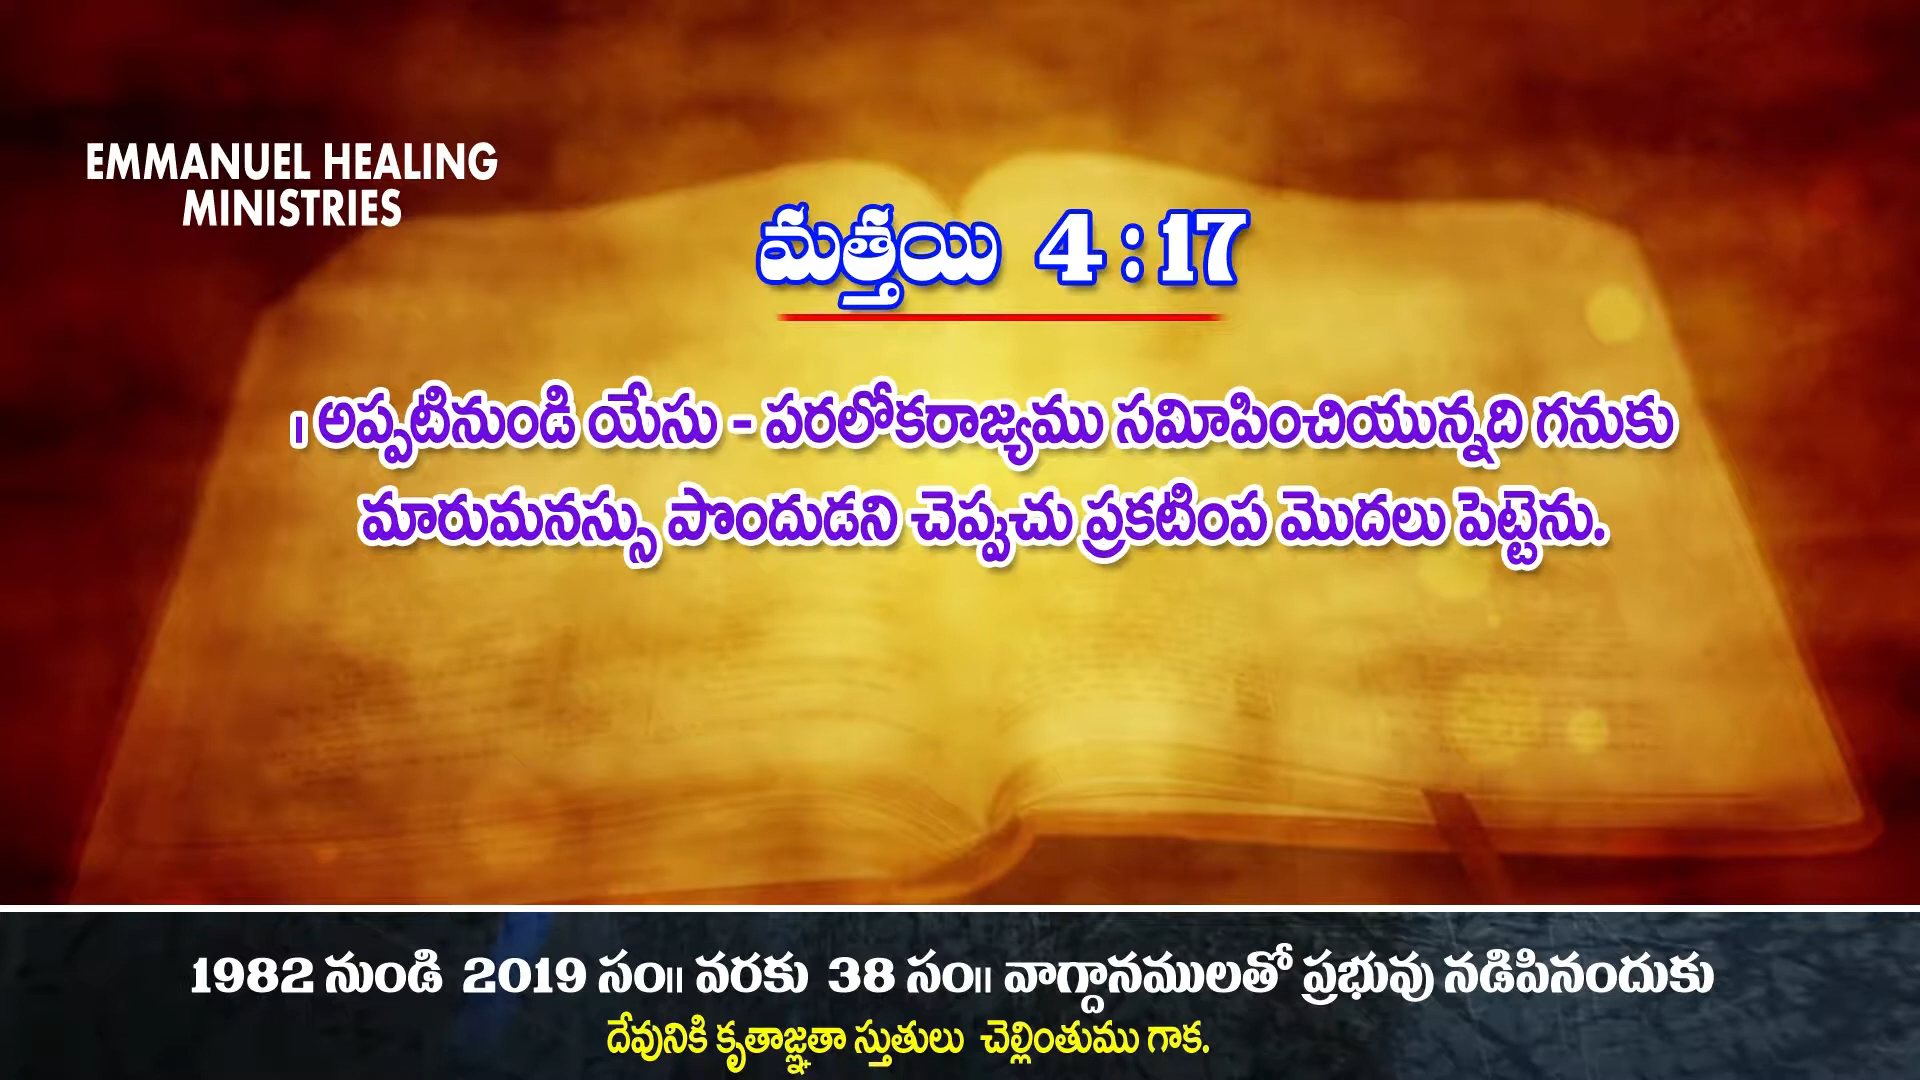 EMMANUEL HEALING
MINISTRIES
మత్తయి 4 : 17
। అప్పటినుండి యేసు - పరలోకరాజ్యము సమీపించియున్నది గనుకు
మారుమనస్సు పొందుడని చెప్పుచు ప్రకటింప మొదలు పెట్టెను.
1982 నుండి 2019 సం॥ వరకు 38 సం॥ వాగ్దానములతో ప్రభువు నడిపినందుకు
దేవునికి కృతాజ్ఞతా స్తుతులు చెల్లింతుము గాక.